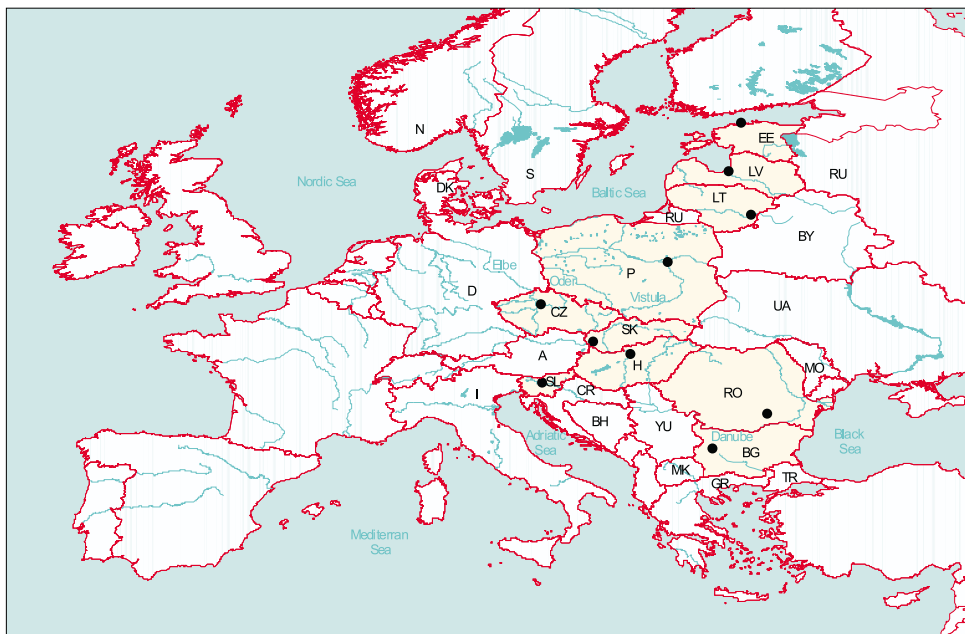 N
EE
LV
RU
Nordic Sea
DK
S
Baltic Sea
LT
RU
BY
Elbe
D
Oder
P
Vistula
UA
CZ
SK
A
H
MO
SL
CR
I
RO
BH
YU
Adriatic
Sea
Danube
BG
Black
Sea
MK
GR
TR
Mediterran
Sea